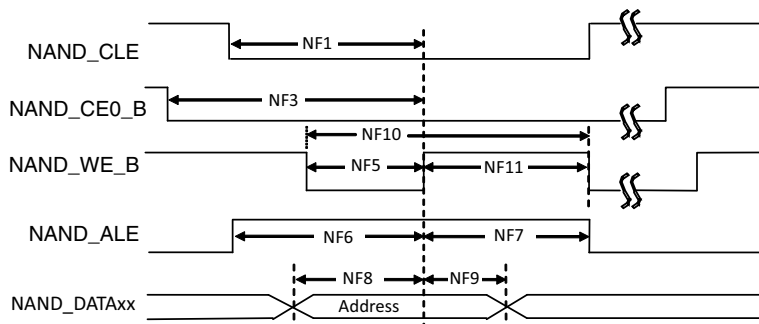 NAND_CLE
NF1
NAND_CE0_B
NF3
NF10
NAND_WE_B
NF5
NF11
NAND_ALE
NF6
NF7
NF8
NF9
NAND_DATAxx
Address